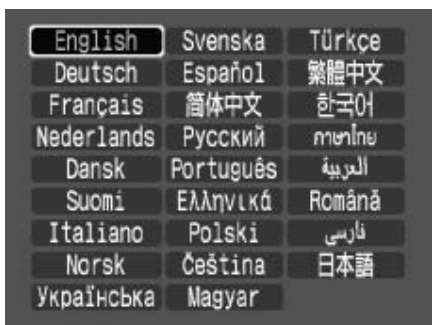 English Svenska Türkçe
Deutsch Español 繁體中文
Français 简体中文 한국어
Nederlands Русский ภาษาไทย
Dansk Português العربية
Suomi Ελληνικά Română
Italiano Polski فارسی
Norsk Čeština 日本語
Українська Magyar